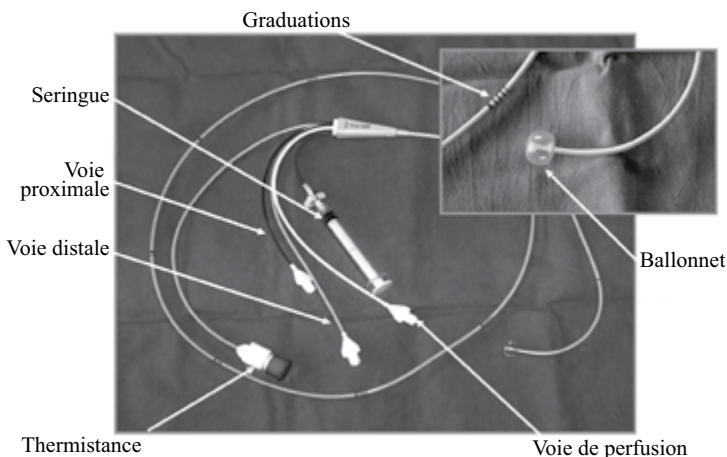 Graduations
Seringue
Voie
proximale
Voie distale
Ballonnet
Thermistance
Voie de perfusion